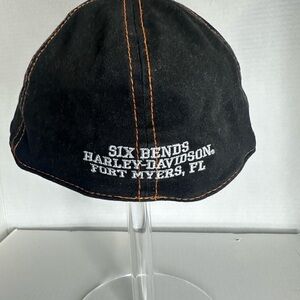 SIX BENDS
HARLEY-DAVIDSON®
FORT MYERS, FL